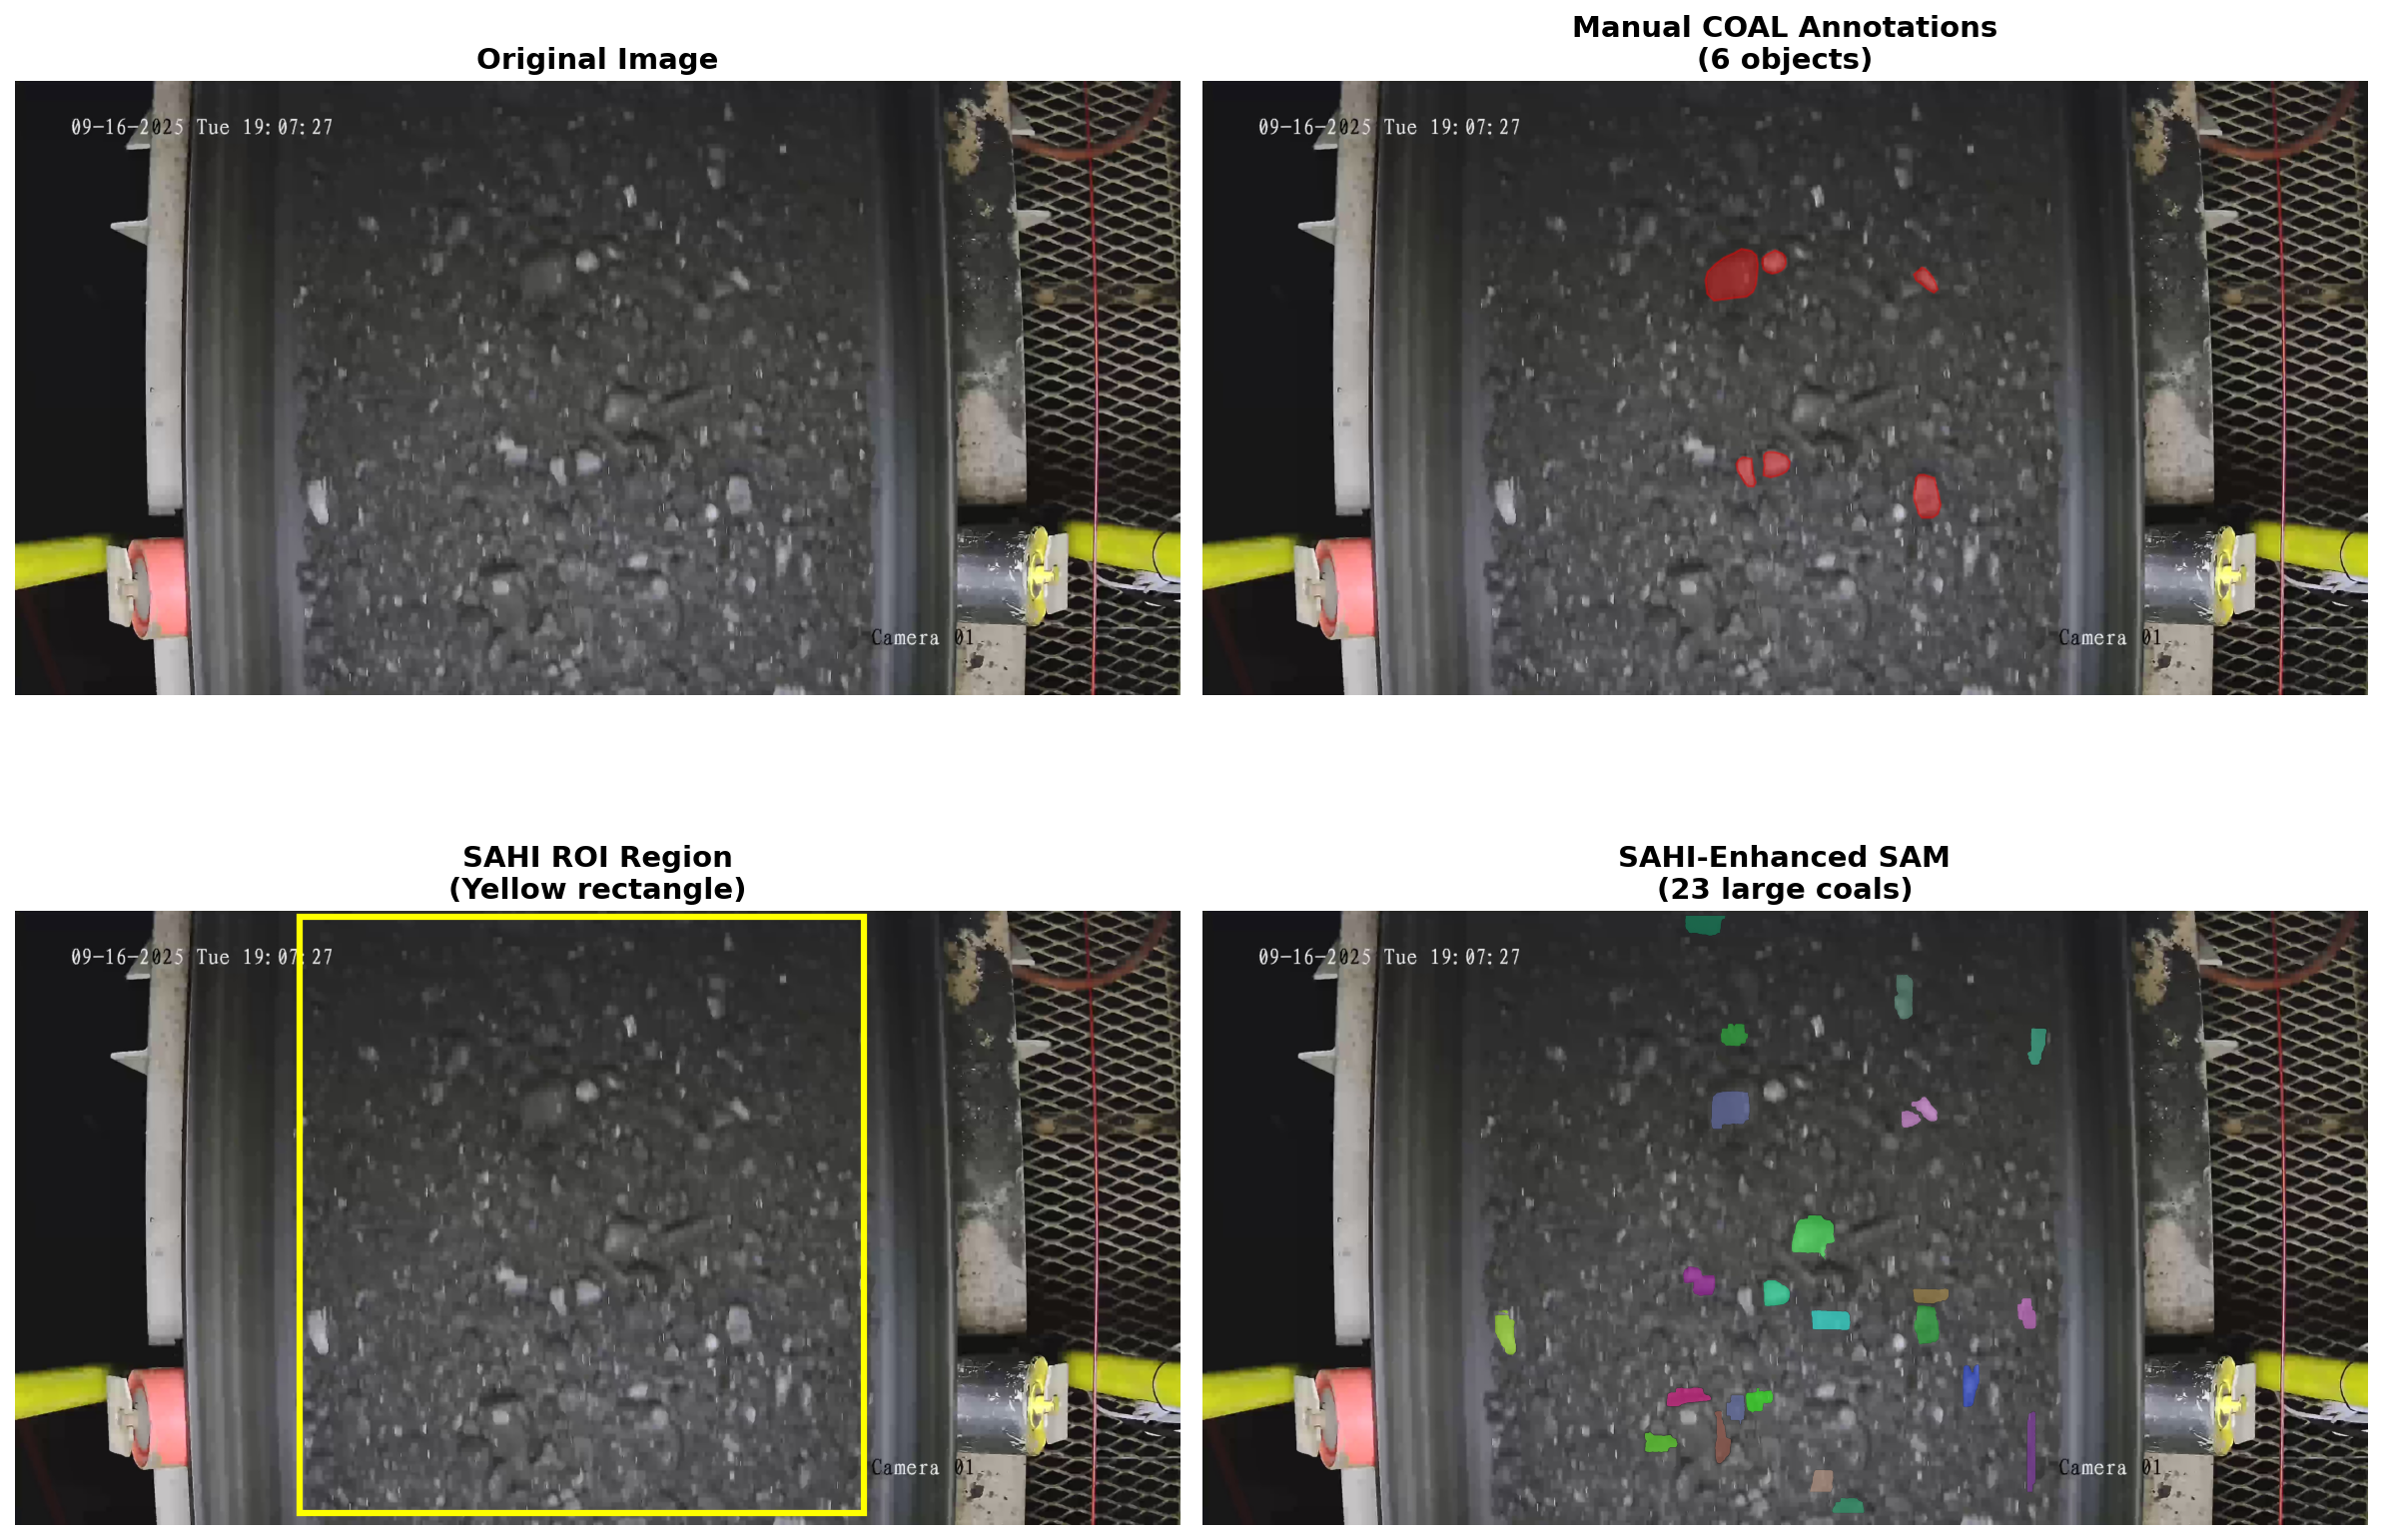 Original Image
09-16-2025 Tue 19:07:27
Camera 01
Manual COAL Annotations
(6 objects)
09-16-2025 Tue 19:07:27
Camera 01
SAHI ROI Region
(Yellow rectangle)
09-16-2025 Tue 19:07:27
Camera 01
SAHI-Enhanced SAM
(23 large coals)
09-16-2025 Tue 19:07:27
Camera 01